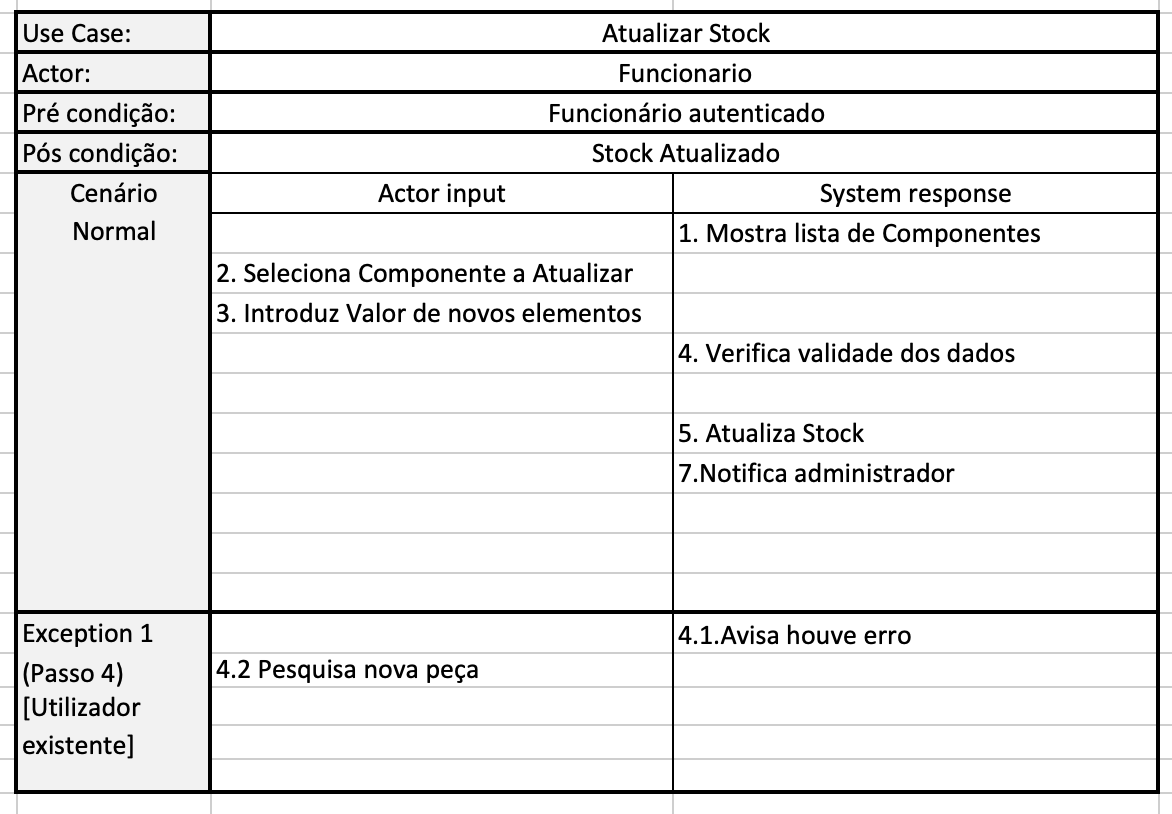 Use Case: Atualizar Stock
Actor: Funcionario
Pré condição: Funcionário autenticado
Pós condição: Stock Atualizado
Cenário Actor input System response
Normal 1. Mostra lista de Componentes
2. Seleciona Componente a Atualizar
3. Introduz Valor de novos elementos
4. Verifica validade dos dados
5. Atualiza Stock
7.Notifica administrador
Exception 1 4.1.Avisa houve erro
(Passo 4) 4.2 Pesquisa nova peça
[Utilizador
existente]